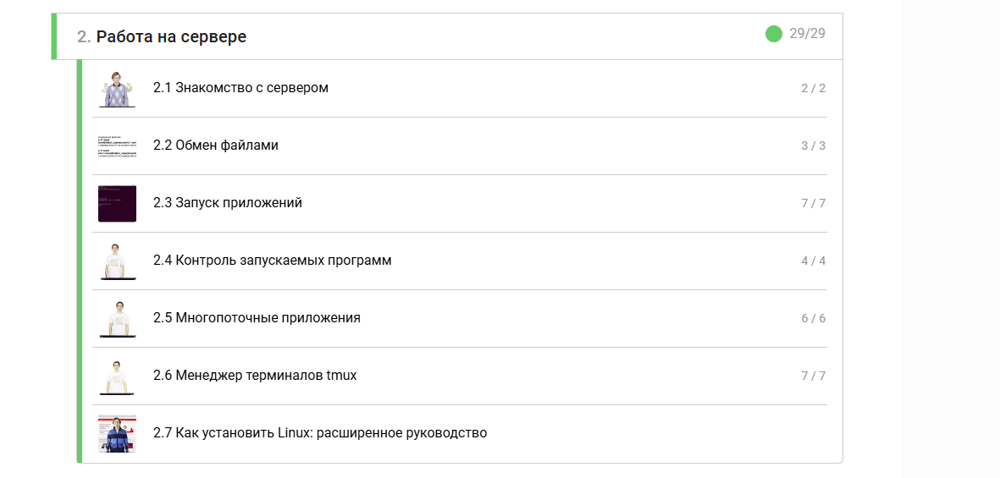 2. Работа на сервере 29/29
2.1 Знакомство с сервером 2 / 2
2.2 Обмен файлами 3 / 3
2.3 Запуск приложений 7 / 7
2.4 Контроль запускаемых программ 4 / 4
2.5 Многопоточные приложения 6 / 6
2.6 Менеджер терминалов tmux 7 / 7
2.7 Как установить Linux: расширенное руководство